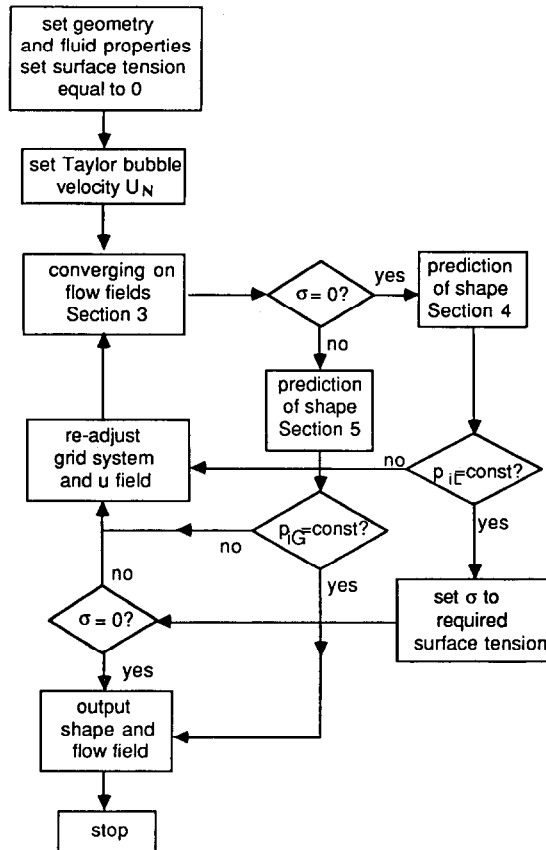 set geometry
and fluid properties
set surface tension
equal to 0
set Taylor bubble
velocity U_N
converging on
flow fields
Section 3
σ = 0?
yes
prediction
of shape
Section 4
no
prediction
of shape
Section 5
re-adjust
grid system
and u field
no
p_iL=const?
yes
p_iG=const?
no
yes
no
σ = 0?
set σ to
required
surface tension
yes
output
shape and
flow field
stop